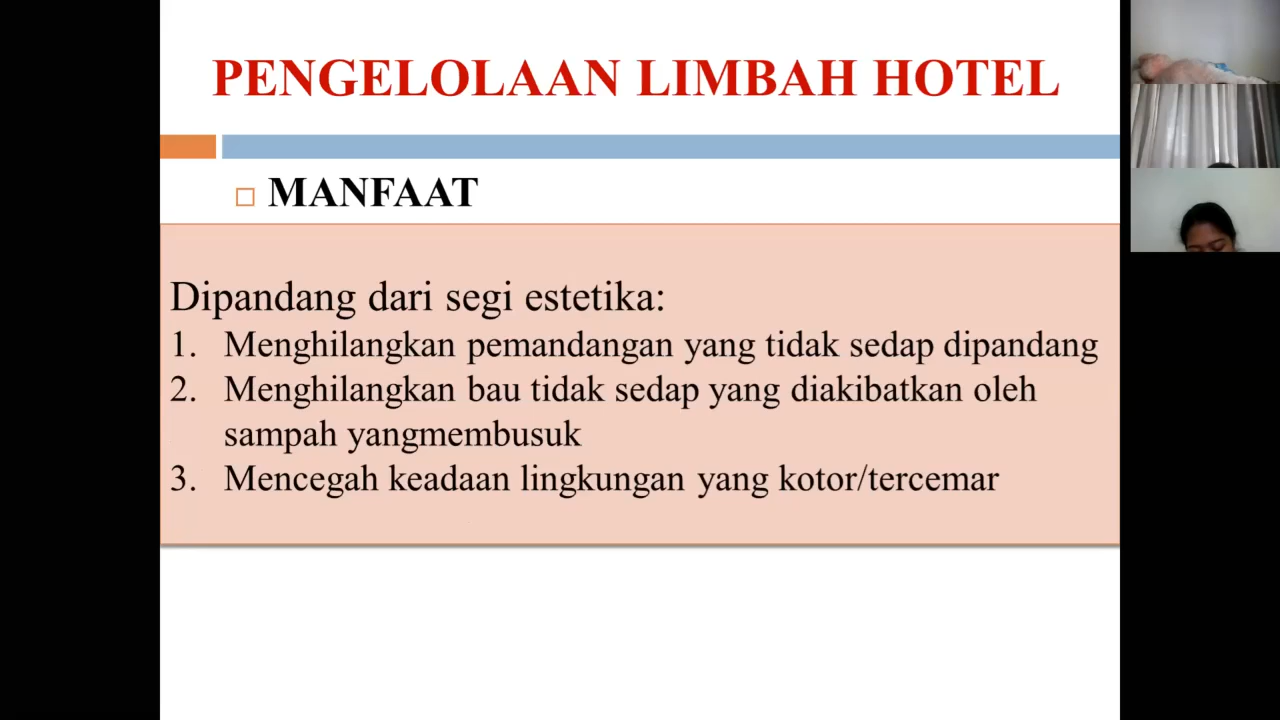 PENGELOLAAN LIMBAH HOTEL
MANFAAT
Dipandang dari segi estetika:
1. Menghilangkan pemandangan yang tidak sedap dipandang
2. Menghilangkan bau tidak sedap yang diakibatkan oleh
sampah yangmembusuk
3. Mencegah keadaan lingkungan yang kotor/tercemar